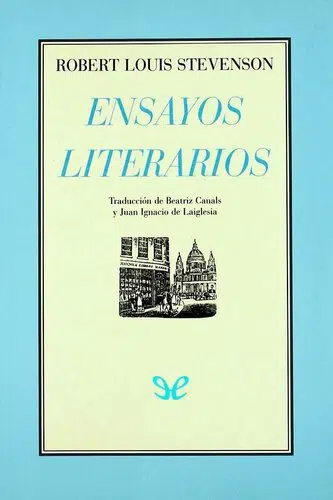 ROBERT LOUIS STEVENSON
ENSAYOS
LITERARIOS
Traducción de Beatriz Canals
y Juan Ignacio de Laiglesia